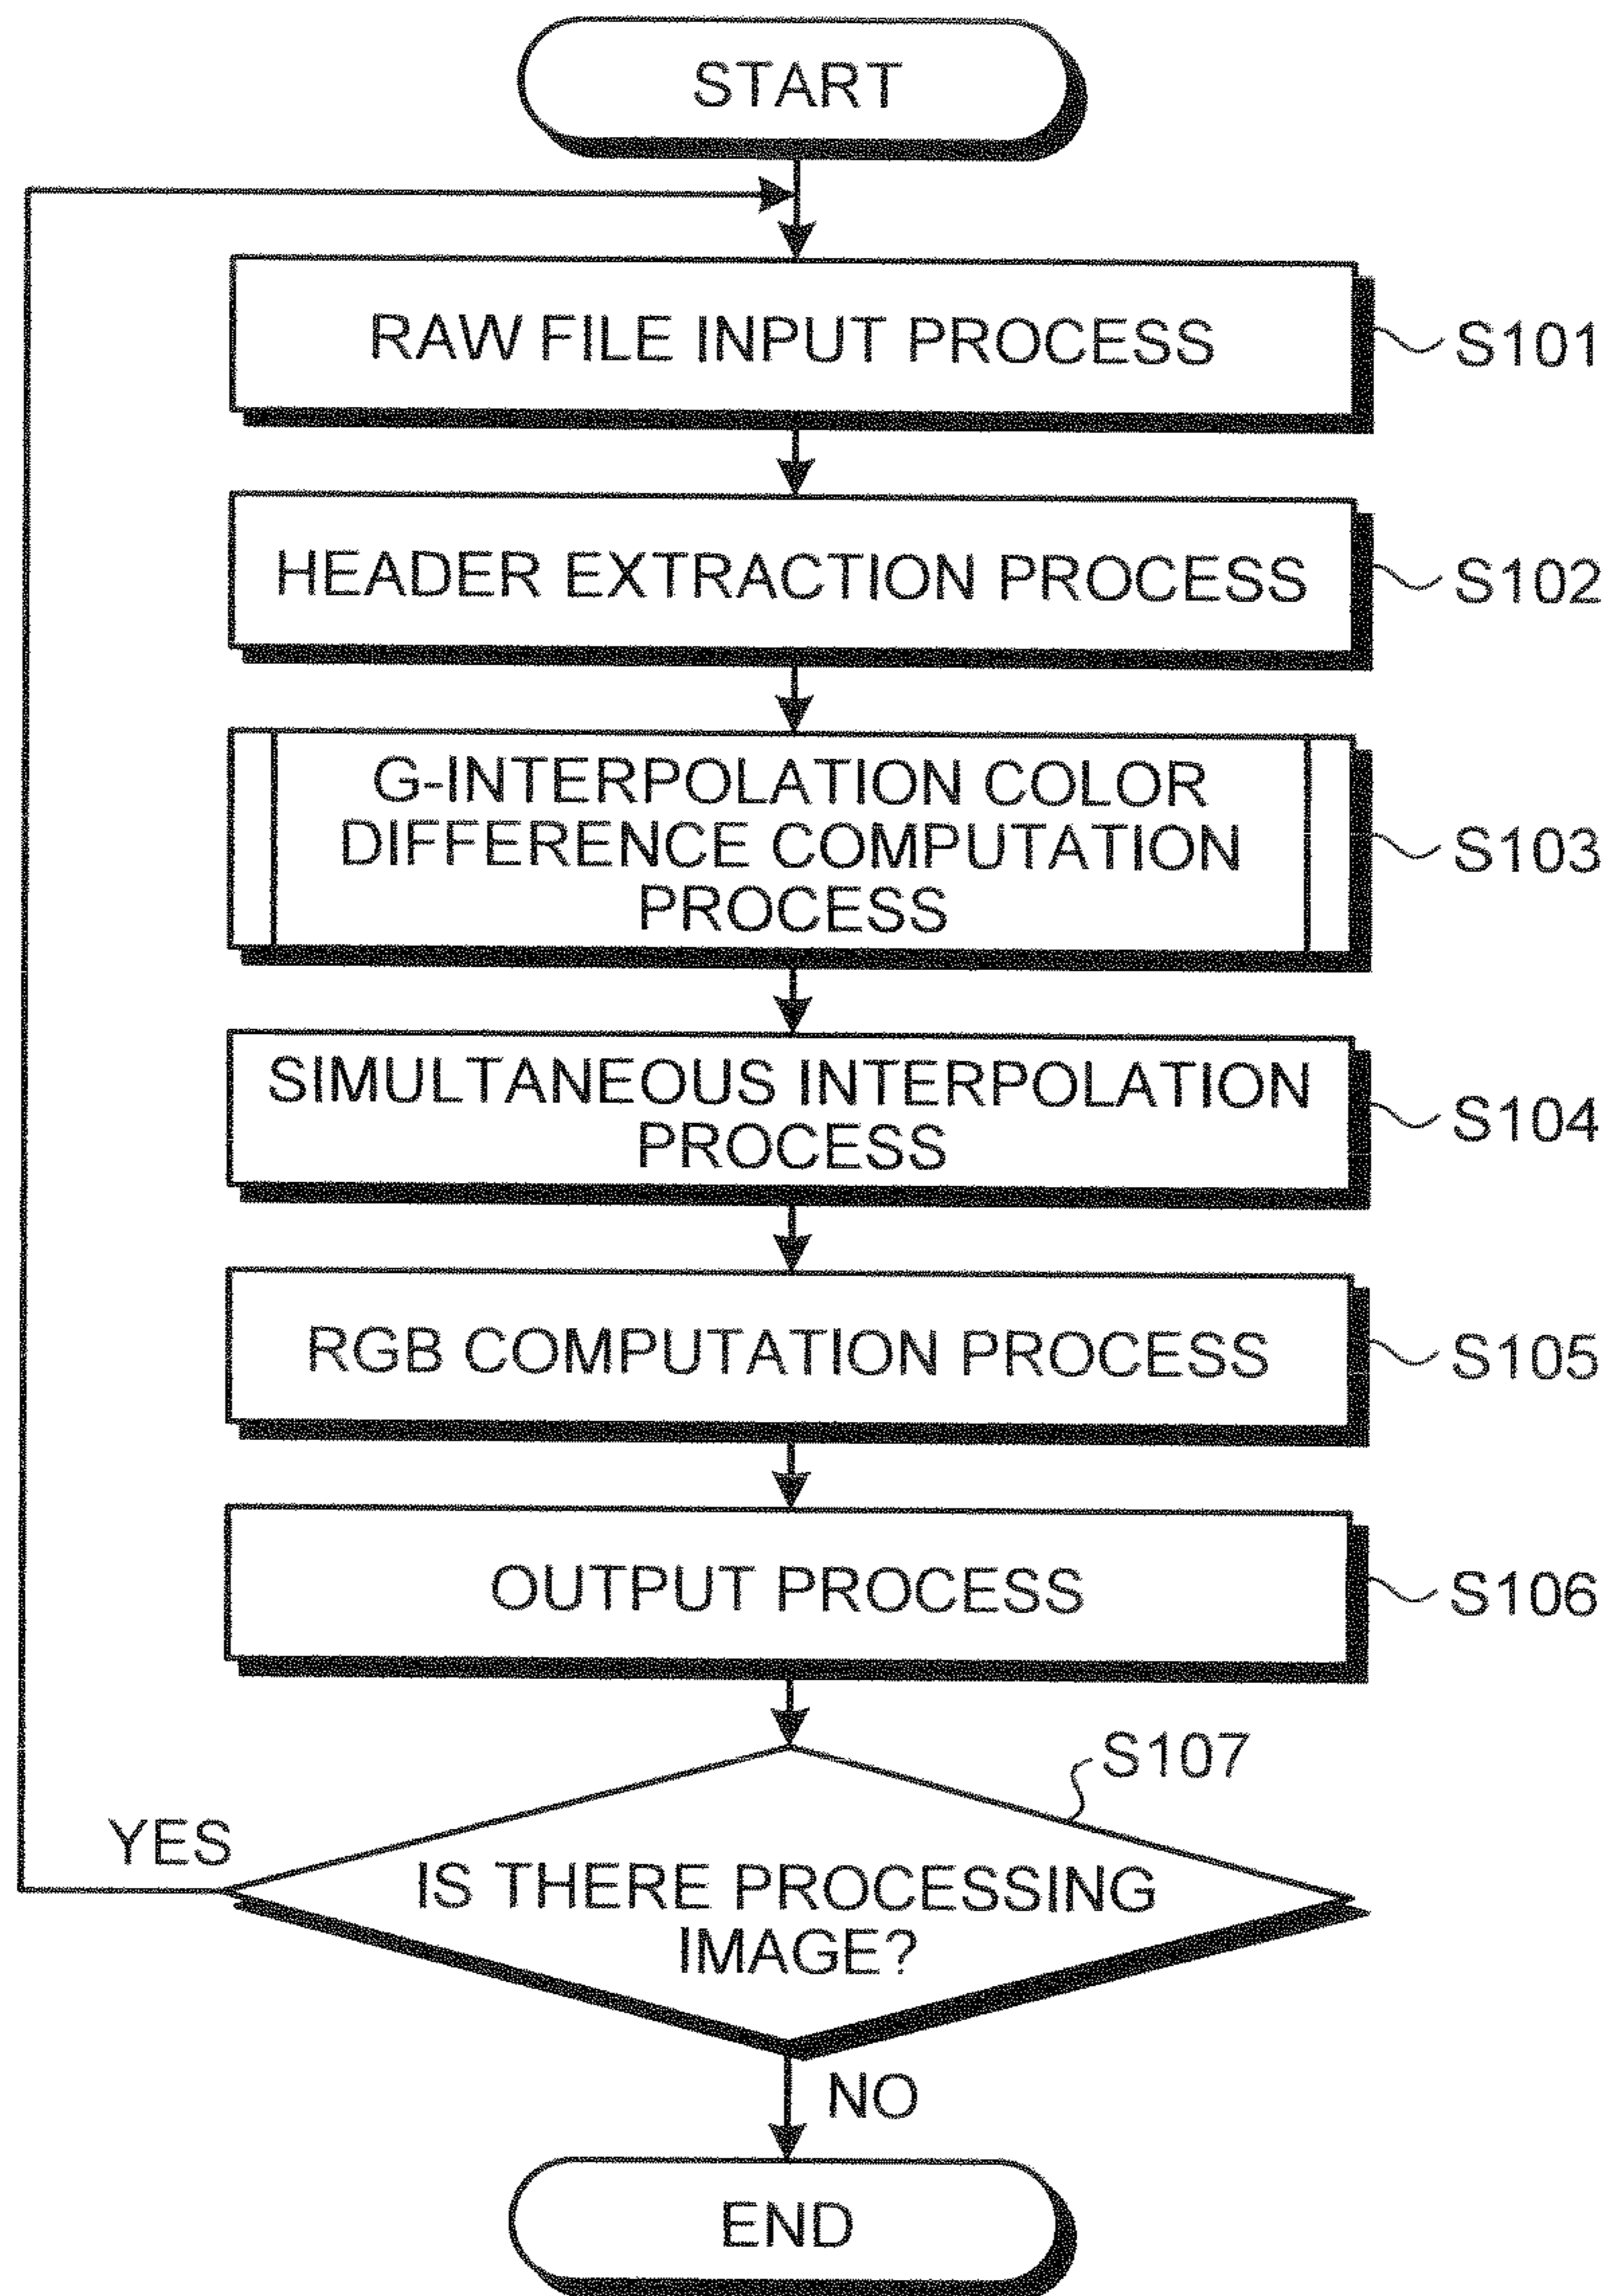 START
RAW FILE INPUT PROCESS
S101
HEADER EXTRACTION PROCESS
S102
G-INTERPOLATION COLOR
DIFFERENCE COMPUTATION
PROCESS
S103
SIMULTANEOUS INTERPOLATION
PROCESS
S104
RGB COMPUTATION PROCESS
S105
OUTPUT PROCESS
S106
S107
YES
IS THERE PROCESSING
IMAGE?
NO
END